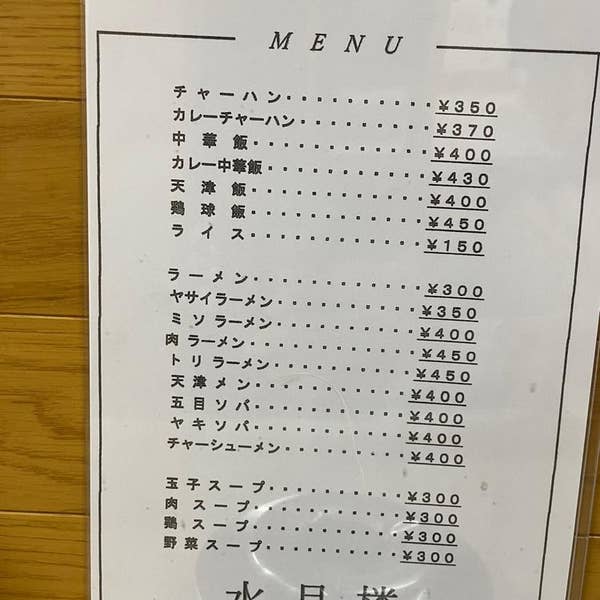 MENU
チャーハン・・・・・・・・・・¥350
カレーチャーハン・・・・・・・・・・¥370
中華飯・・・・・・・・・・・・¥400
カレー中華飯・・・・・・・・・・・¥430
天津飯・・・・・・・・・・・・¥400
鶏球飯・・・・・・・・・・・・¥450
ライス・・・・・・・・・・・・¥150
ラーメン・・・・・・・・・・・・¥300
ヤサイラーメン・・・・・・・・・・¥350
ミソラーメン・・・・・・・・・・¥400
肉ラーメン・・・・・・・・・・¥450
トリラーメン・・・・・・・・・・¥450
天津メン・・・・・・・・・・・¥400
五目ソバ・・・・・・・・・・・¥400
ヤキソバ・・・・・・・・・・・¥400
チャーシューメン・・・・・・・・・¥400
玉子スープ・・・・・・・・・・¥300
肉スープ・・・・・・・・・・・¥300
鶏スープ・・・・・・・・・・・¥300
野菜スープ・・・・・・・・・・¥300
水月楼